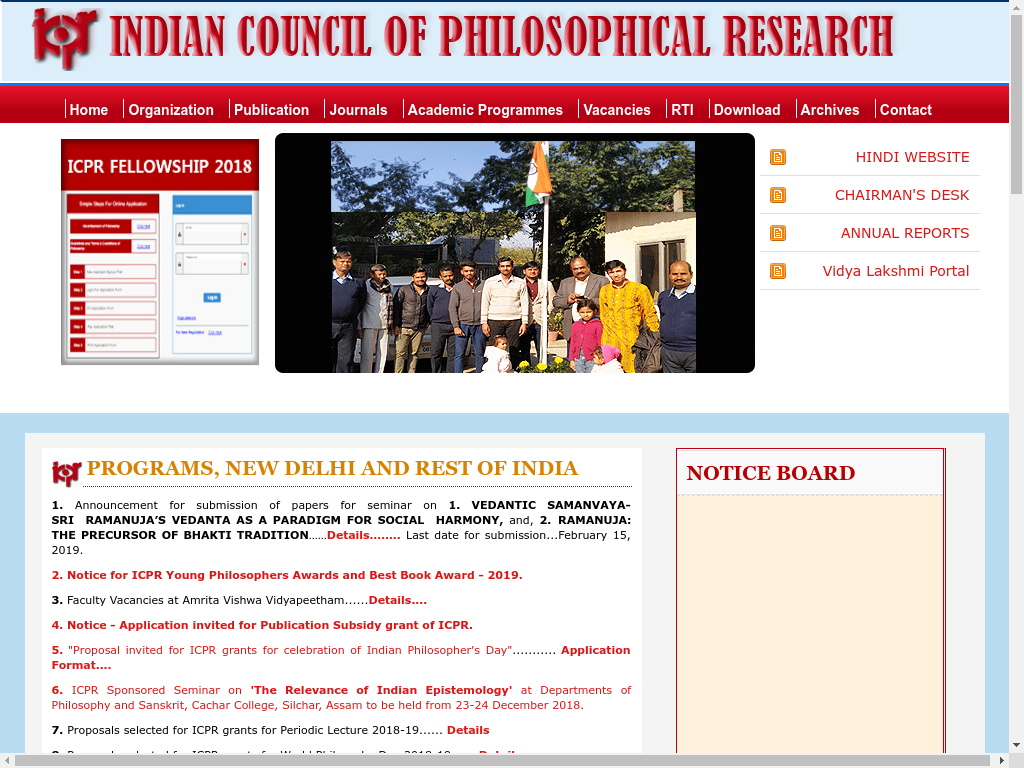 icpr INDIAN COUNCIL OF PHILOSOPHICAL RESEARCH
Home Organization Publication Journals Academic Programmes Vacancies RTI Download Archives Contact
ICPR FELLOWSHIP 2018
Simple Steps For Online Application
Log In
HINDI WEBSITE
CHAIRMAN'S DESK
ANNUAL REPORTS
Vidya Lakshmi Portal
PROGRAMS, NEW DELHI AND REST OF INDIA
1. Announcement for submission of papers for seminar on 1. VEDANTIC SAMANVAYA-
SRI RAMANUJA'S VEDANTA AS A PARADIGM FOR SOCIAL HARMONY, and, 2. RAMANUJA:
THE PRECURSOR OF BHAKTI TRADITION......Details........ Last date for submission...February 15,
2019.
2. Notice for ICPR Young Philosophers Awards and Best Book Award – 2019.
3. Faculty Vacancies at Amrita Vishwa Vidyapeetham......Details....
4. Notice - Application invited for Publication Subsidy grant of ICPR.
5. "Proposal invited for ICPR grants for celebration of Indian Philosopher's Day"........... Application
Format....
6. ICPR Sponsored Seminar on 'The Relevance of Indian Epistemology' at Departments of
Philosophy and Sanskrit, Cachar College, Silchar, Assam to be held from 23-24 December 2018.
7. Proposals selected for ICPR grants for Periodic Lecture 2018-19...... Details
NOTICE BOARD